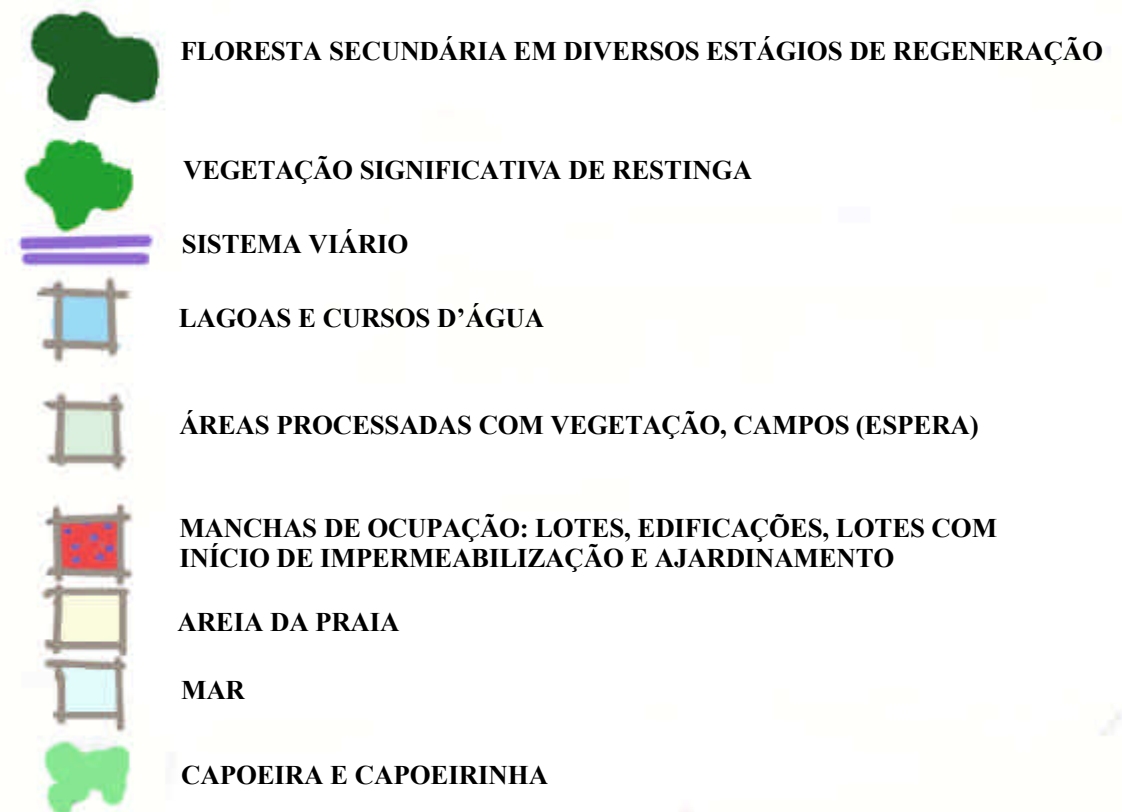 FLORESTA SECUNDÁRIA EM DIVERSOS ESTÁGIOS DE REGENERAÇÃO
VEGETAÇÃO SIGNIFICATIVA DE RESTINGA
SISTEMA VIÁRIO
LAGOAS E CURSOS D’ÁGUA
ÁREAS PROCESSADAS COM VEGETAÇÃO, CAMPOS (ESPERA)
MANCHAS DE OCUPAÇÃO: LOTES, EDIFICAÇÕES, LOTES COM
INÍCIO DE IMPERMEABILIZAÇÃO E AJARDINAMENTO
AREIA DA PRAIA
MAR
CAPOEIRA E CAPOEIRINHA